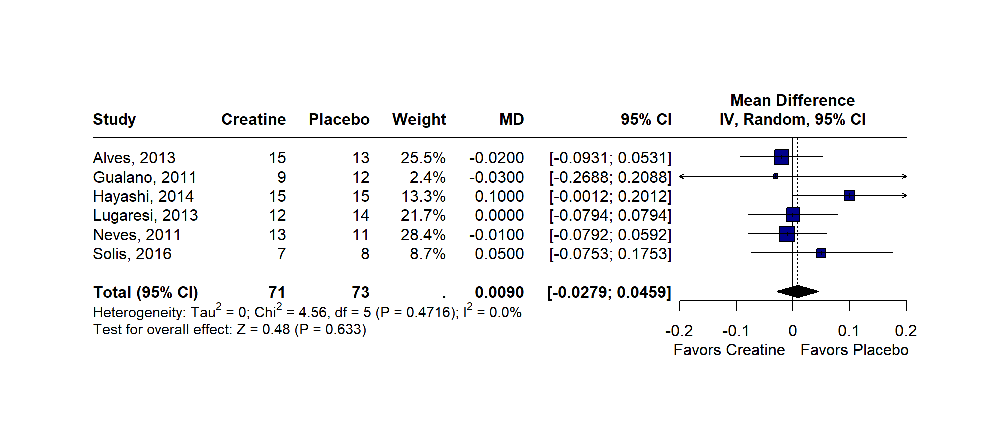 Mean Difference
Study Creatine Placebo Weight MD 95% CI IV, Random, 95% CI
Alves, 2013 15 13 25.5% -0.0200 [-0.0931; 0.0531]
Gualano, 2011 9 12 2.4% -0.0300 [-0.2688; 0.2088]
Hayashi, 2014 15 15 13.3% 0.1000 [-0.0012; 0.2012]
Lugaresi, 2013 12 14 21.7% 0.0000 [-0.0794; 0.0794]
Neves, 2011 13 11 28.4% -0.0100 [-0.0792; 0.0592]
Solis, 2016 7 8 8.7% 0.0500 [-0.0753; 0.1753]
Total (95% CI) 71 73 . 0.0090 [-0.0279; 0.0459]
Heterogeneity: Tau² = 0; Chi² = 4.56, df = 5 (P = 0.4716); I² = 0.0%
Test for overall effect: Z = 0.48 (P = 0.633)
-0.2 -0.1 0 0.1 0.2
Favors Creatine Favors Placebo